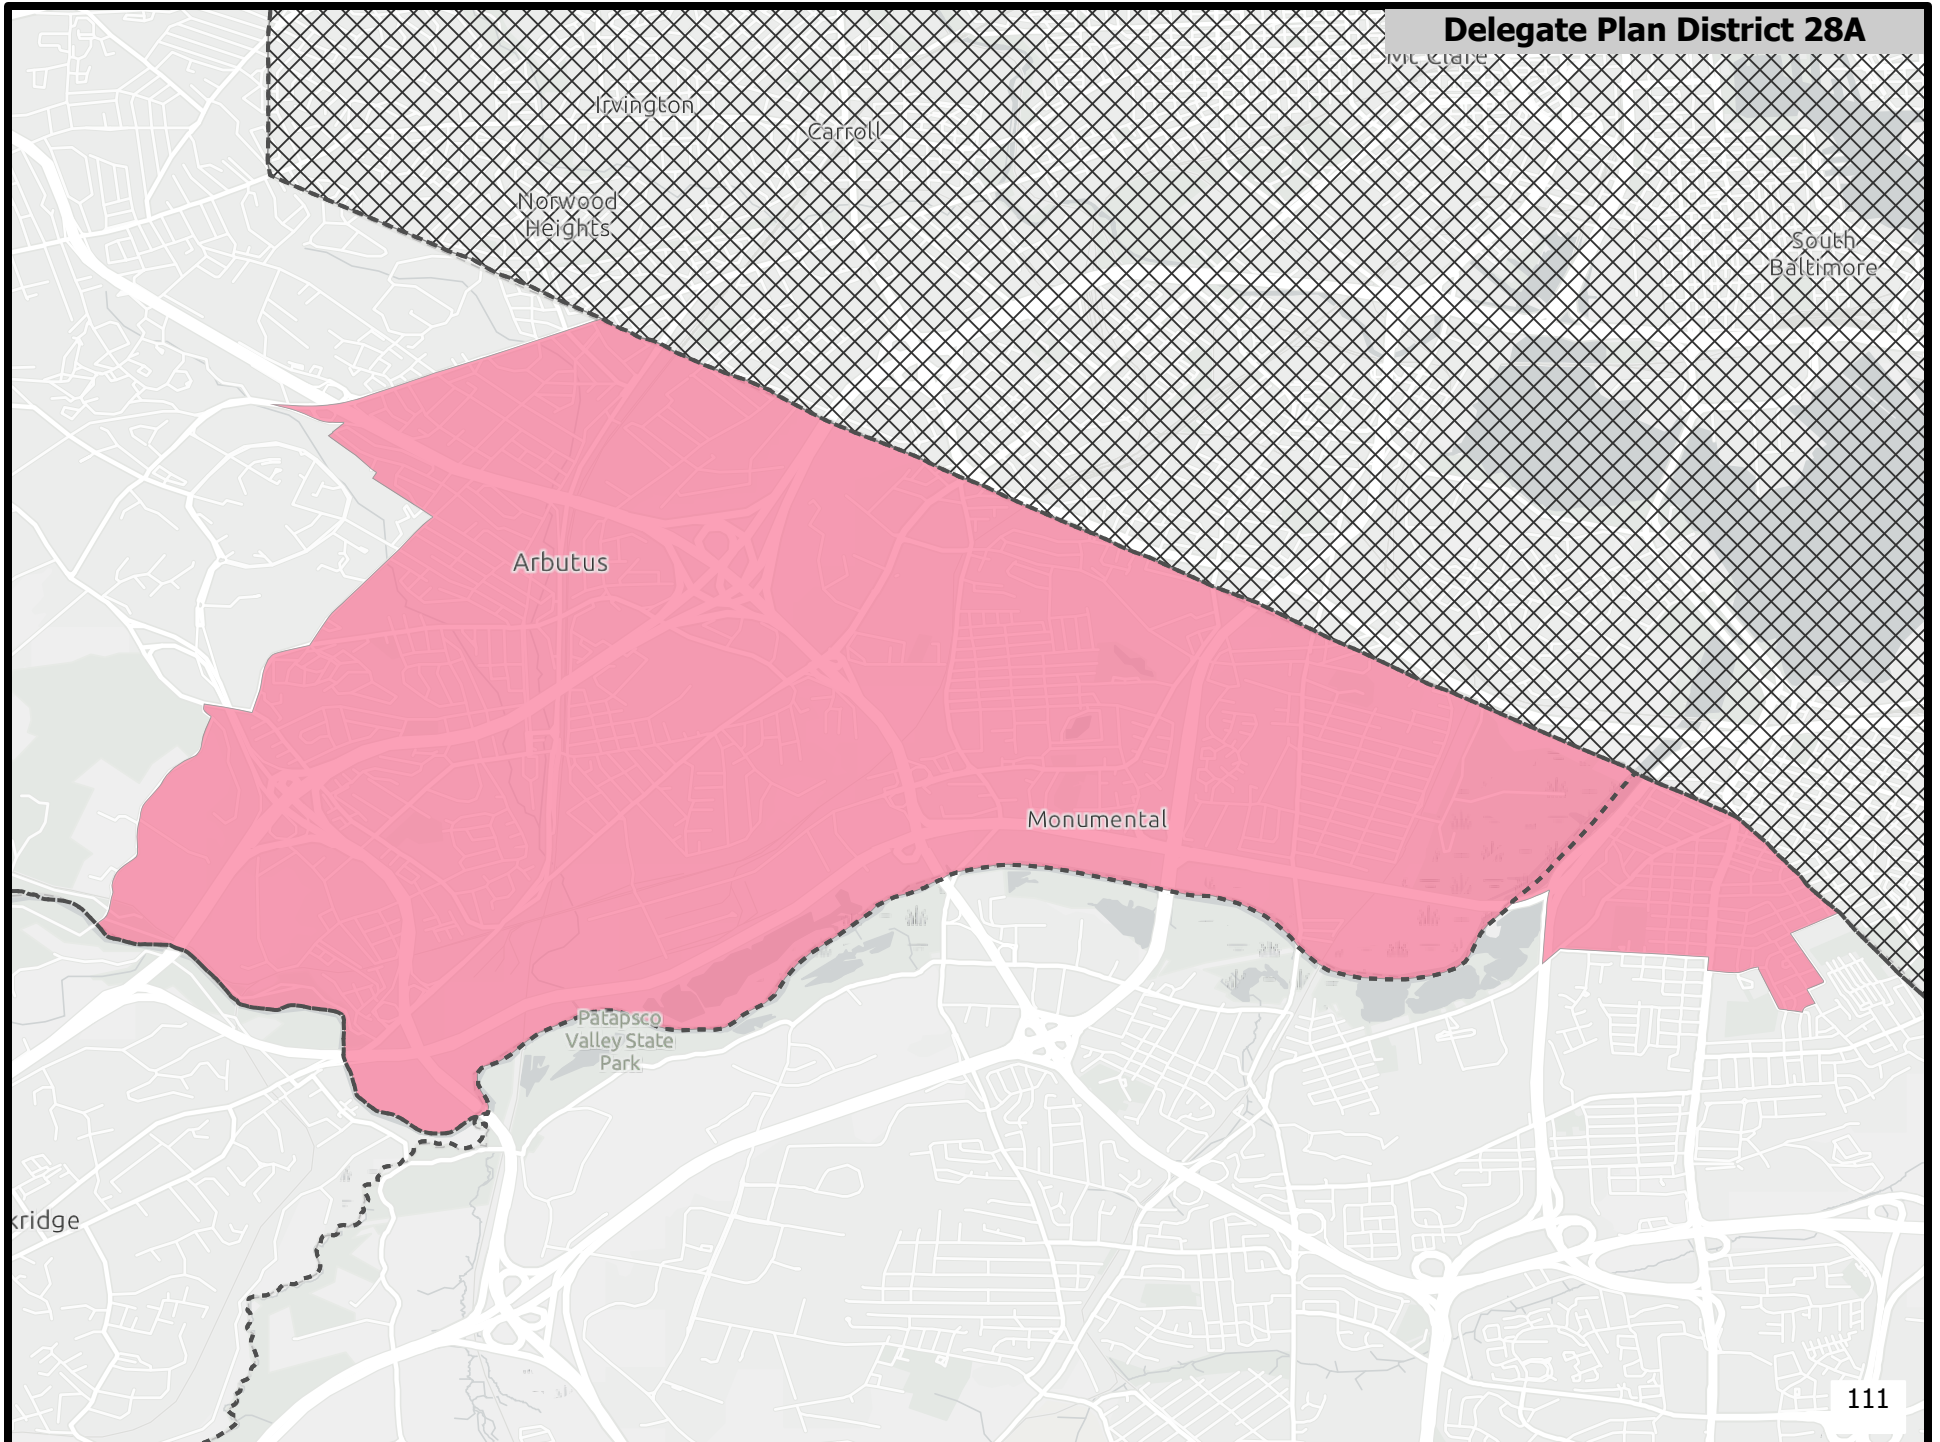 Delegate Plan District 28A
Mt Clare
Irvington
Carroll
Norwood
Heights
South
Baltimore
Arbutus
Monumental
Patapsco
Valley State
Park
kridge
111